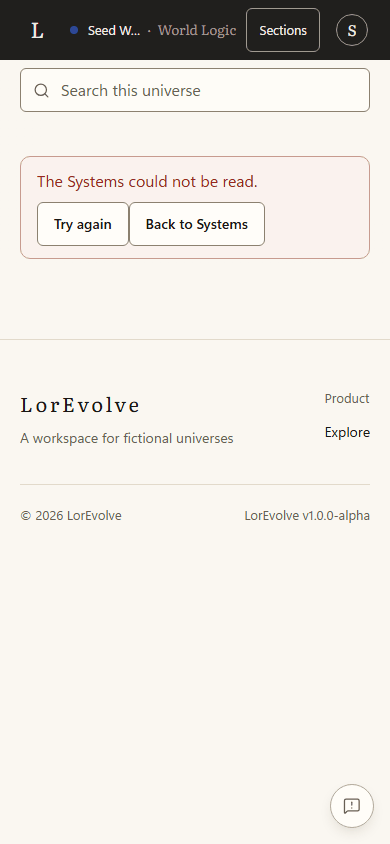 L
Seed W... · World Logic
Sections
S
Search this universe
The Systems could not be read.
Try again
Back to Systems
LorEvolve
A workspace for fictional universes
Product
Explore
© 2026 LorEvolve
LorEvolve v1.0.0-alpha